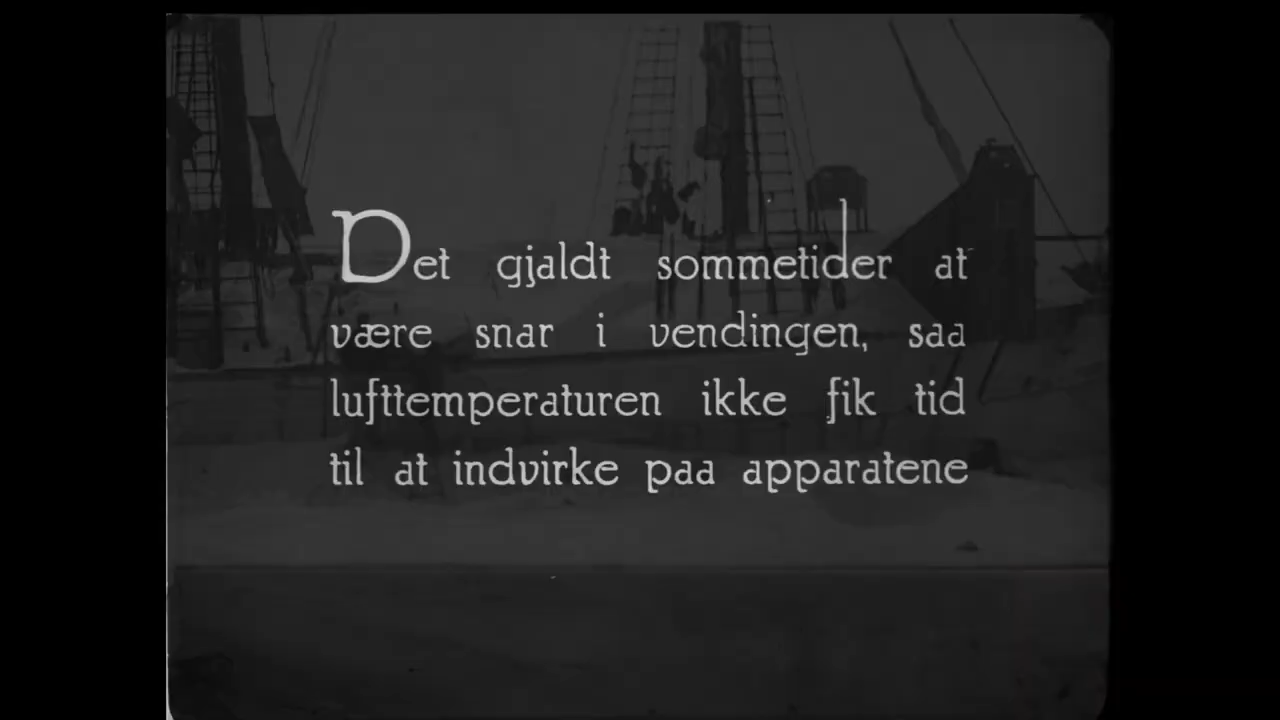 Det gjaldt sommetider at
være snar i vendingen, saa
lufttemperaturen ikke fik tid
til at indvirke paa apparatene